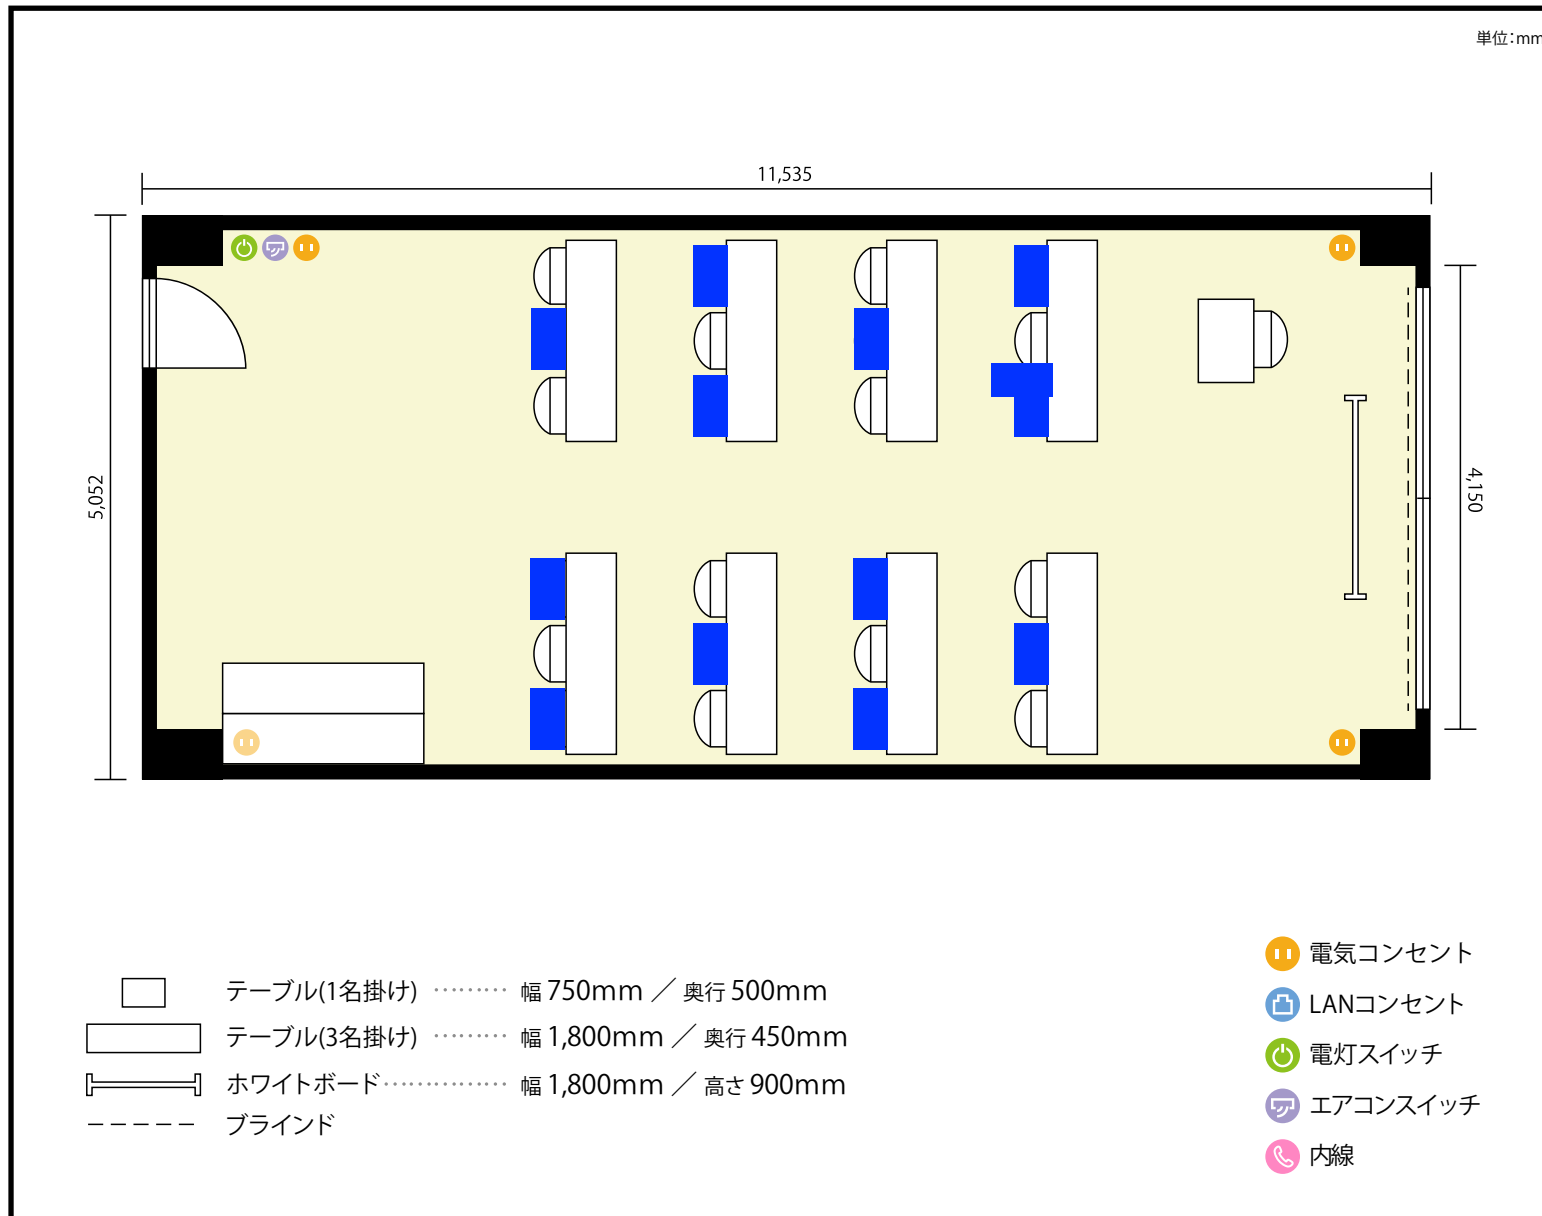 単位：mm
11,535
5,052
4,150
テーブル(1名掛け) ……… 幅 750mm ／ 奥行 500mm
テーブル(3名掛け) ……… 幅 1,800mm ／ 奥行 450mm
ホワイトボード…………… 幅 1,800mm ／ 高さ 900mm
ブラインド
電気コンセント
LANコンセント
電灯スイッチ
エアコンスイッチ
内線